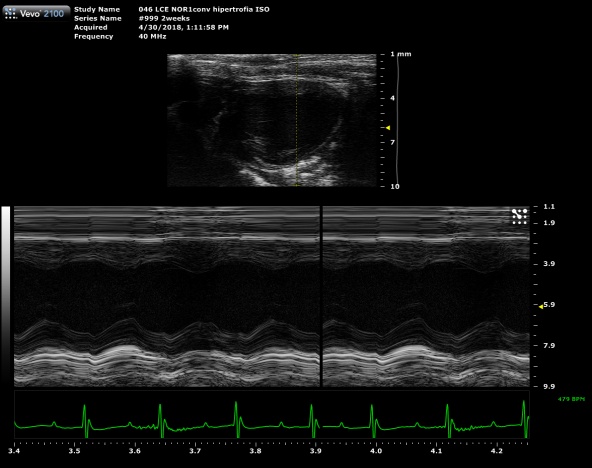 Vevo 2100
Study Name 046 LCE NOR1conv hipertrofia ISO
Series Name #999 2weeks
Acquired 4/30/2018, 1:11:58 PM
Frequency 40 MHz
1 mm
4
7
10
1.1
1.9
3.9
5.9
7.9
9.9
479 BPM
3.4 3.5 3.6 3.7 3.8 3.9 4.0 4.1 4.2